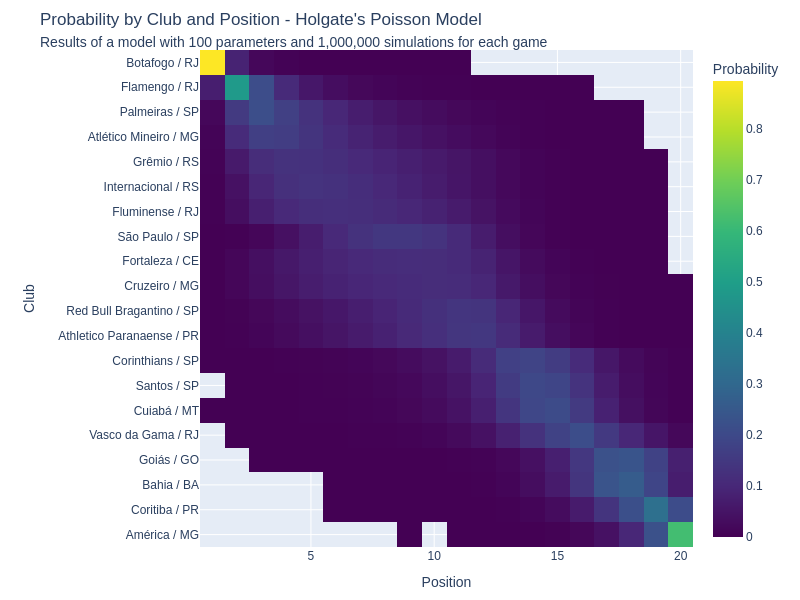 Probability by Club and Position - Holgate's Poisson Model
Results of a model with 100 parameters and 1,000,000 simulations for each game
Probability
Botafogo / RJ
Flamengo / RJ
Palmeiras / SP
Atlético Mineiro / MG
Grêmio / RS
Internacional / RS
Fluminense / RJ
São Paulo / SP
Fortaleza / CE
Cruzeiro / MG
Red Bull Bragantino / SP
Athletico Paranaense / PR
Corinthians / SP
Santos / SP
Cuiabá / MT
Vasco da Gama / RJ
Goiás / GO
Bahia / BA
Coritiba / PR
América / MG
Club
5
10
15
20
Position
0.8
0.7
0.6
0.5
0.4
0.3
0.2
0.1
0